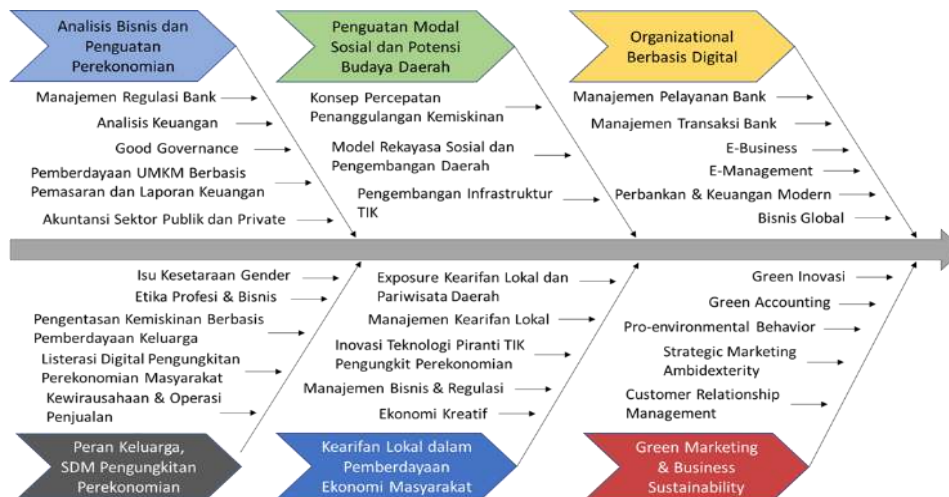 Analisis Bisnis dan
Penguatan
Perekonomian
Manajemen Regulasi Bank
Analisis Keuangan
Good Governance
Pemberdayaan UMKM Berbasis
Pemasaran dan Laporan Keuangan
Akuntansi Sektor Publik dan Private
Penguatan Modal
Sosial dan Potensi
Budaya Daerah
Konsep Percepatan
Penanggulangan Kemiskinan
Model Rekayasa Sosial dan
Pengembangan Daerah
Pengembangan Infrastruktur
TIK
Organizational
Berbasis Digital
Manajemen Pelayanan Bank
Manajemen Transaksi Bank
E-Business
E-Management
Perbankan & Keuangan Modern
Bisnis Global
Isu Kesetaraan Gender
Etika Profesi & Bisnis
Pengentasan Kemiskinan Berbasis
Pemberdayaan Keluarga
Listerasi Digital Pengungkitan
Perekonomian Masyarakat
Kewirausahaan & Operasi
Penjualan
Peran Keluarga,
SDM Pengungkitan
Perekonomian
Exposure Kearifan Lokal dan
Pariwisata Daerah
Manajemen Kearifan Lokal
Inovasi Teknologi Piranti TIK
Pengungkit Perekonomian
Manajemen Bisnis & Regulasi
Ekonomi Kreatif
Kearifan Lokal dalam
Pemberdayaan
Ekonomi Masyarakat
Green Inovasi
Green Accounting
Pro-environmental Behavior
Strategic Marketing
Ambidexterity
Customer Relationship
Management
Green Marketing
& Business
Sustainability